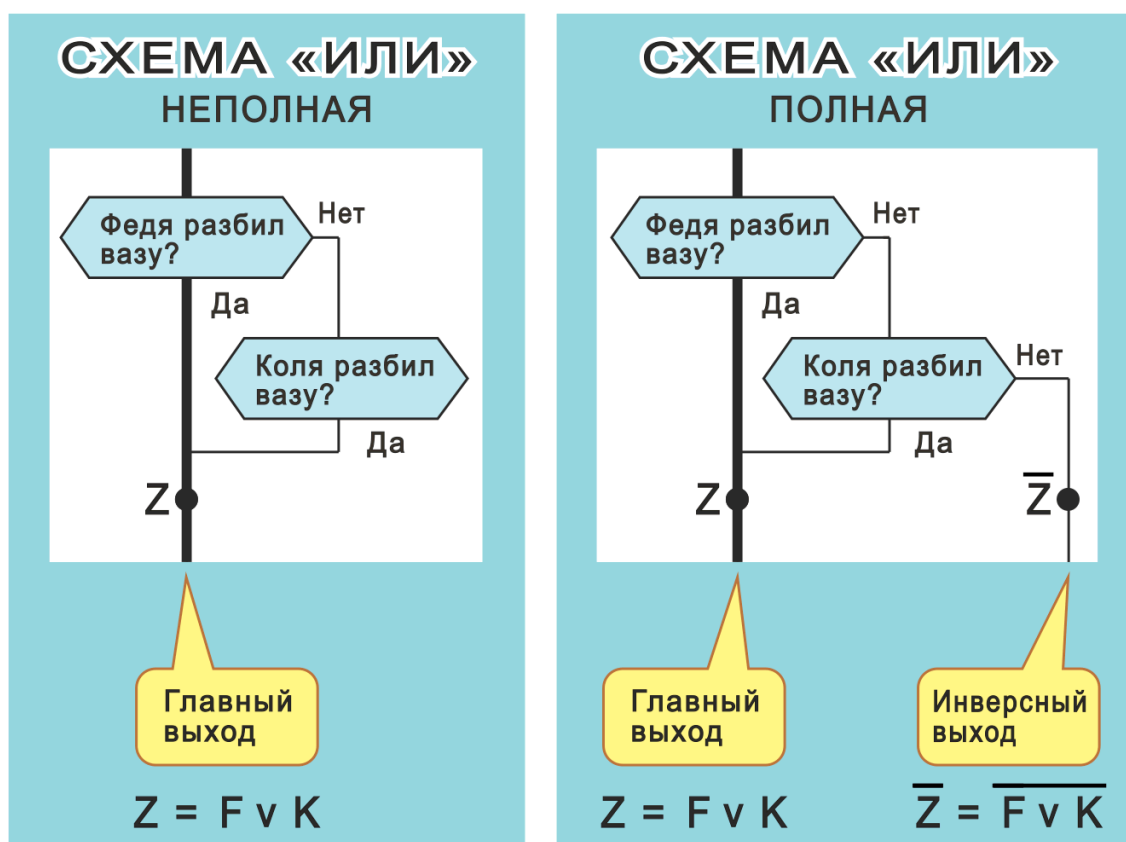 СХЕМА «ИЛИ»
НЕПОЛНАЯ
Федя разбил
вазу?
Нет
Да
Коля разбил
вазу?
Да
Z
Главный
выход
Z = F v K
СХЕМА «ИЛИ»
ПОЛНАЯ
Федя разбил
вазу?
Нет
Да
Коля разбил
вазу?
Нет
Да
Z
Z̅
Главный
выход
Инверсный
выход
Z = F v K
Z̅ = F̅ ̅v̅ ̅K̅